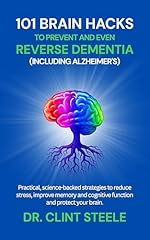 101 BRAIN HACKS
TO PREVENT AND EVEN
REVERSE DEMENTIA
(INCLUDING ALZHEIMER'S)
Practical, science-backed strategies to reduce
stress, improve memory and cognitive function
and protect your brain.
DR. CLINT STEELE